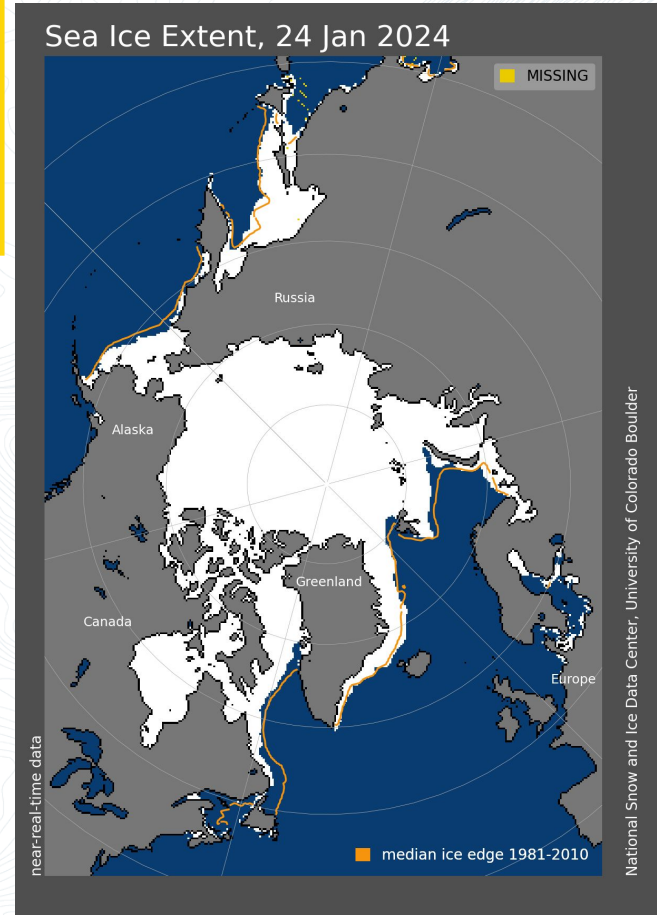 Sea Ice Extent, 24 Jan 2024
MISSING
Russia
Alaska
Greenland
Canada
Europe
near-real-time data
median ice edge 1981-2010
National Snow and Ice Data Center, University of Colorado Boulder